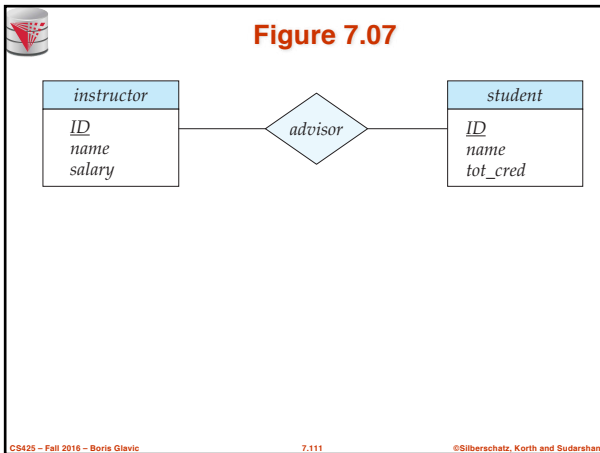 Figure 7.07
instructor
ID
name
salary
advisor
student
ID
name
tot_cred
CS425 – Fall 2016 – Boris Glavic 7.111 ©Silberschatz, Korth and Sudarshan